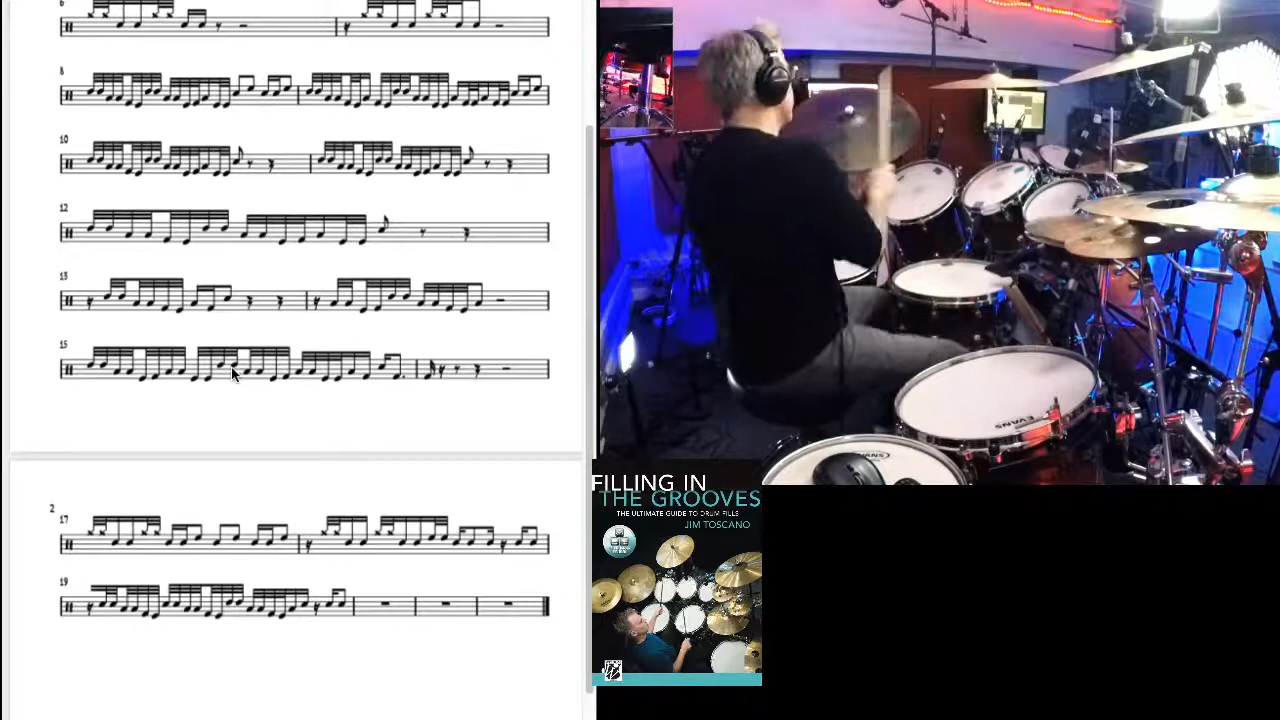 6
8
10
12
13
15
2
17
19
EVANS
EVANS
FILLING IN
THE GROOVES
THE ULTIMATE GUIDE TO DRUM FILLS
JIM TOSCANO